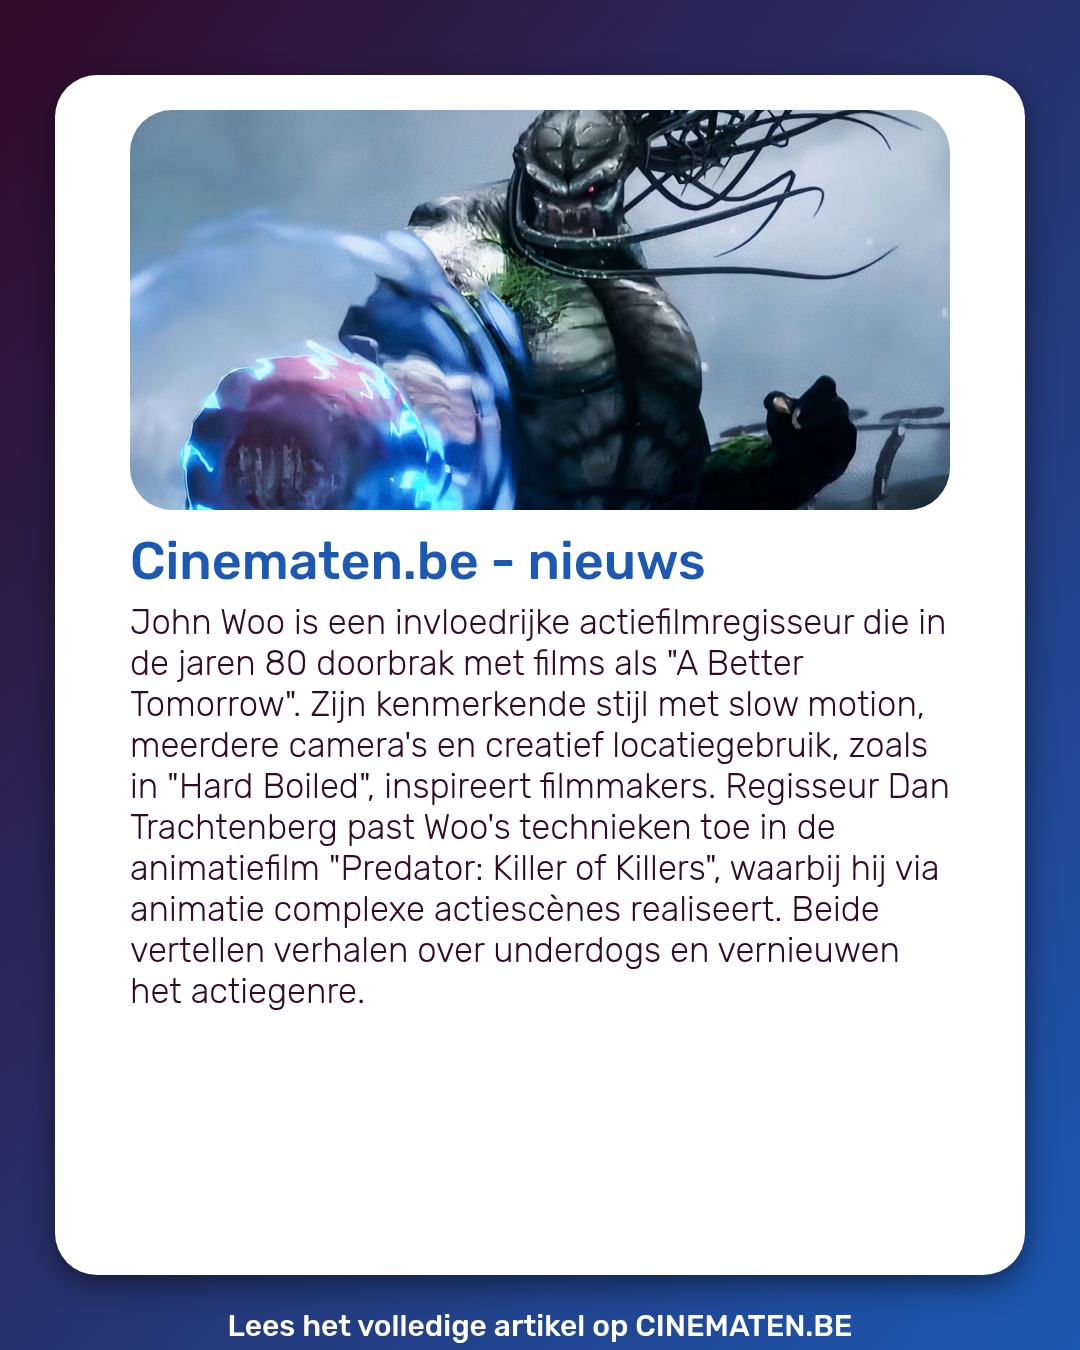 Cinematen.be - nieuws
John Woo is een invloedrijke actiefilmregisseur die in
de jaren 80 doorbrak met films als "A Better
Tomorrow". Zijn kenmerkende stijl met slow motion,
meerdere camera's en creatief locatiegebruik, zoals
in "Hard Boiled", inspireert filmmakers. Regisseur Dan
Trachtenberg past Woo's technieken toe in de
animatiefilm "Predator: Killer of Killers", waarbij hij via
animatie complexe actiescènes realiseert. Beide
vertellen verhalen over underdogs en vernieuwen
het actiegenre.
Lees het volledige artikel op CINEMATEN.BE